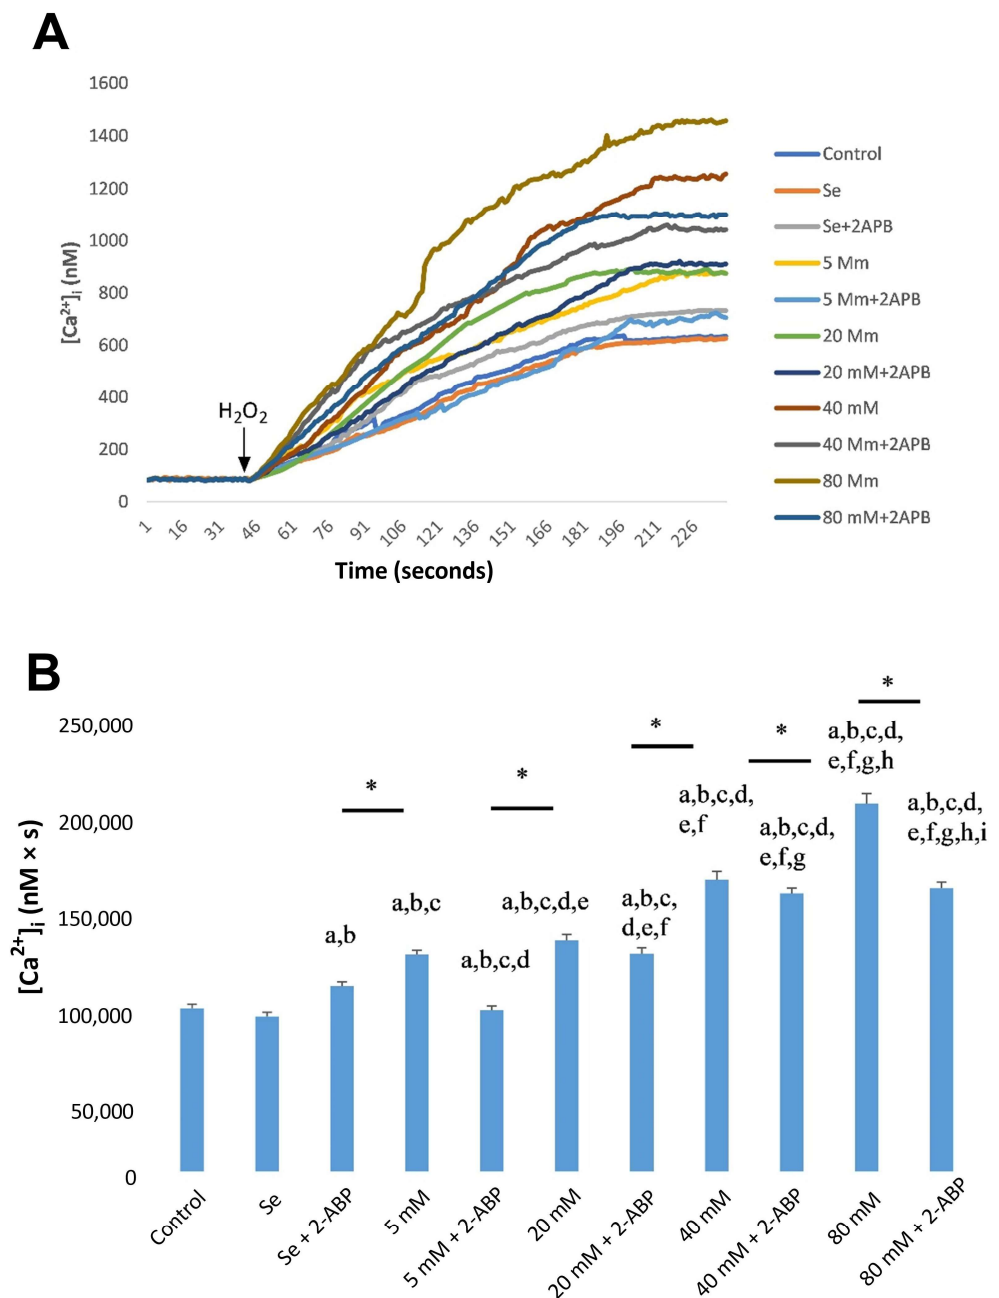 A
1600
1400
1200
1000
800
600
400
200
0
[Ca2+]i (nM)
H2O2
1 16 31 46 61 76 91 106 121 136 151 166 181 196 211 226
Time (seconds)
Control
Se
Se+2APB
5 Mm
5 Mm+2APB
20 Mm
20 mM+2APB
40 mM
40 Mm+2APB
80 Mm
80 mM+2APB
B
250,000
200,000
150,000
100,000
50,000
0
[Ca2+]i (nM × s)
a,b
*
a,b,c
a,b,c,d
*
a,b,c,d,e
a,b,c,
d,e,f
*
a,b,c,d,
e,f
*
a,b,c,d,
e,f,g
a,b,c,d,
e,f,g,h
*
a,b,c,d,
e,f,g,h,i
Control
Se
Se + 2-ABP
5 mM
5 mM + 2-ABP
20 mM
20 mM + 2-ABP
40 mM
40 mM + 2-ABP
80 mM
80 mM + 2-ABP